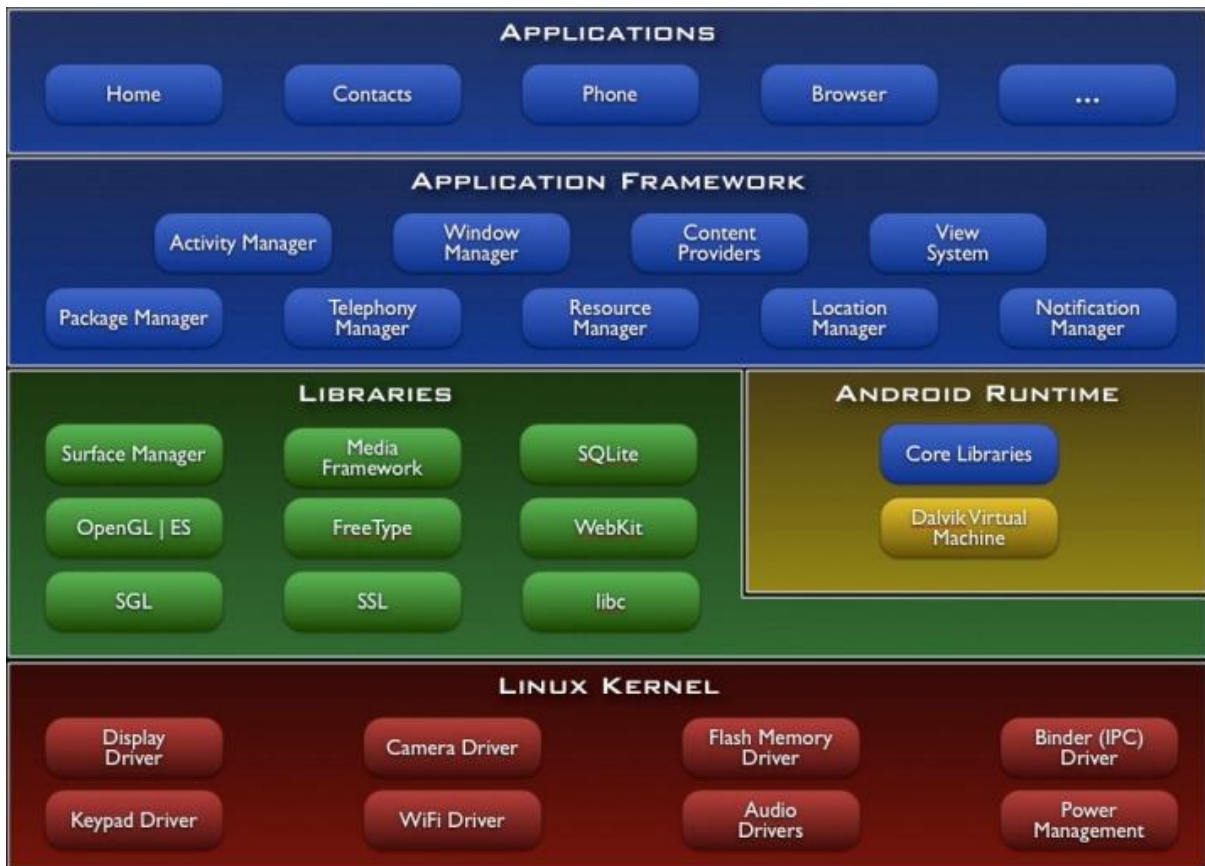 APPLICATIONS
Home
Contacts
Phone
Browser
...
APPLICATION FRAMEWORK
Activity Manager
Window
Manager
Content
Providers
View
System
Package Manager
Telephony
Manager
Resource
Manager
Location
Manager
Notification
Manager
LIBRARIES
Surface Manager
Media
Framework
SQLite
OpenGL | ES
FreeType
WebKit
SGL
SSL
libc
ANDROID RUNTIME
Core Libraries
Dalvik Virtual
Machine
LINUX KERNEL
Display
Driver
Camera Driver
Flash Memory
Driver
Binder (IPC)
Driver
Keypad Driver
WiFi Driver
Audio
Drivers
Power
Management